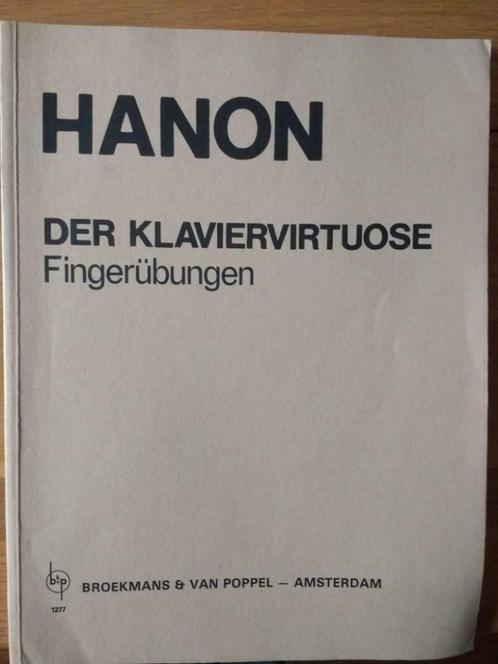 HANON
DER KLAVIERVIRTUOSE
Fingerübungen
b&p BROEKMANS & VAN POPPEL – AMSTERDAM
1277